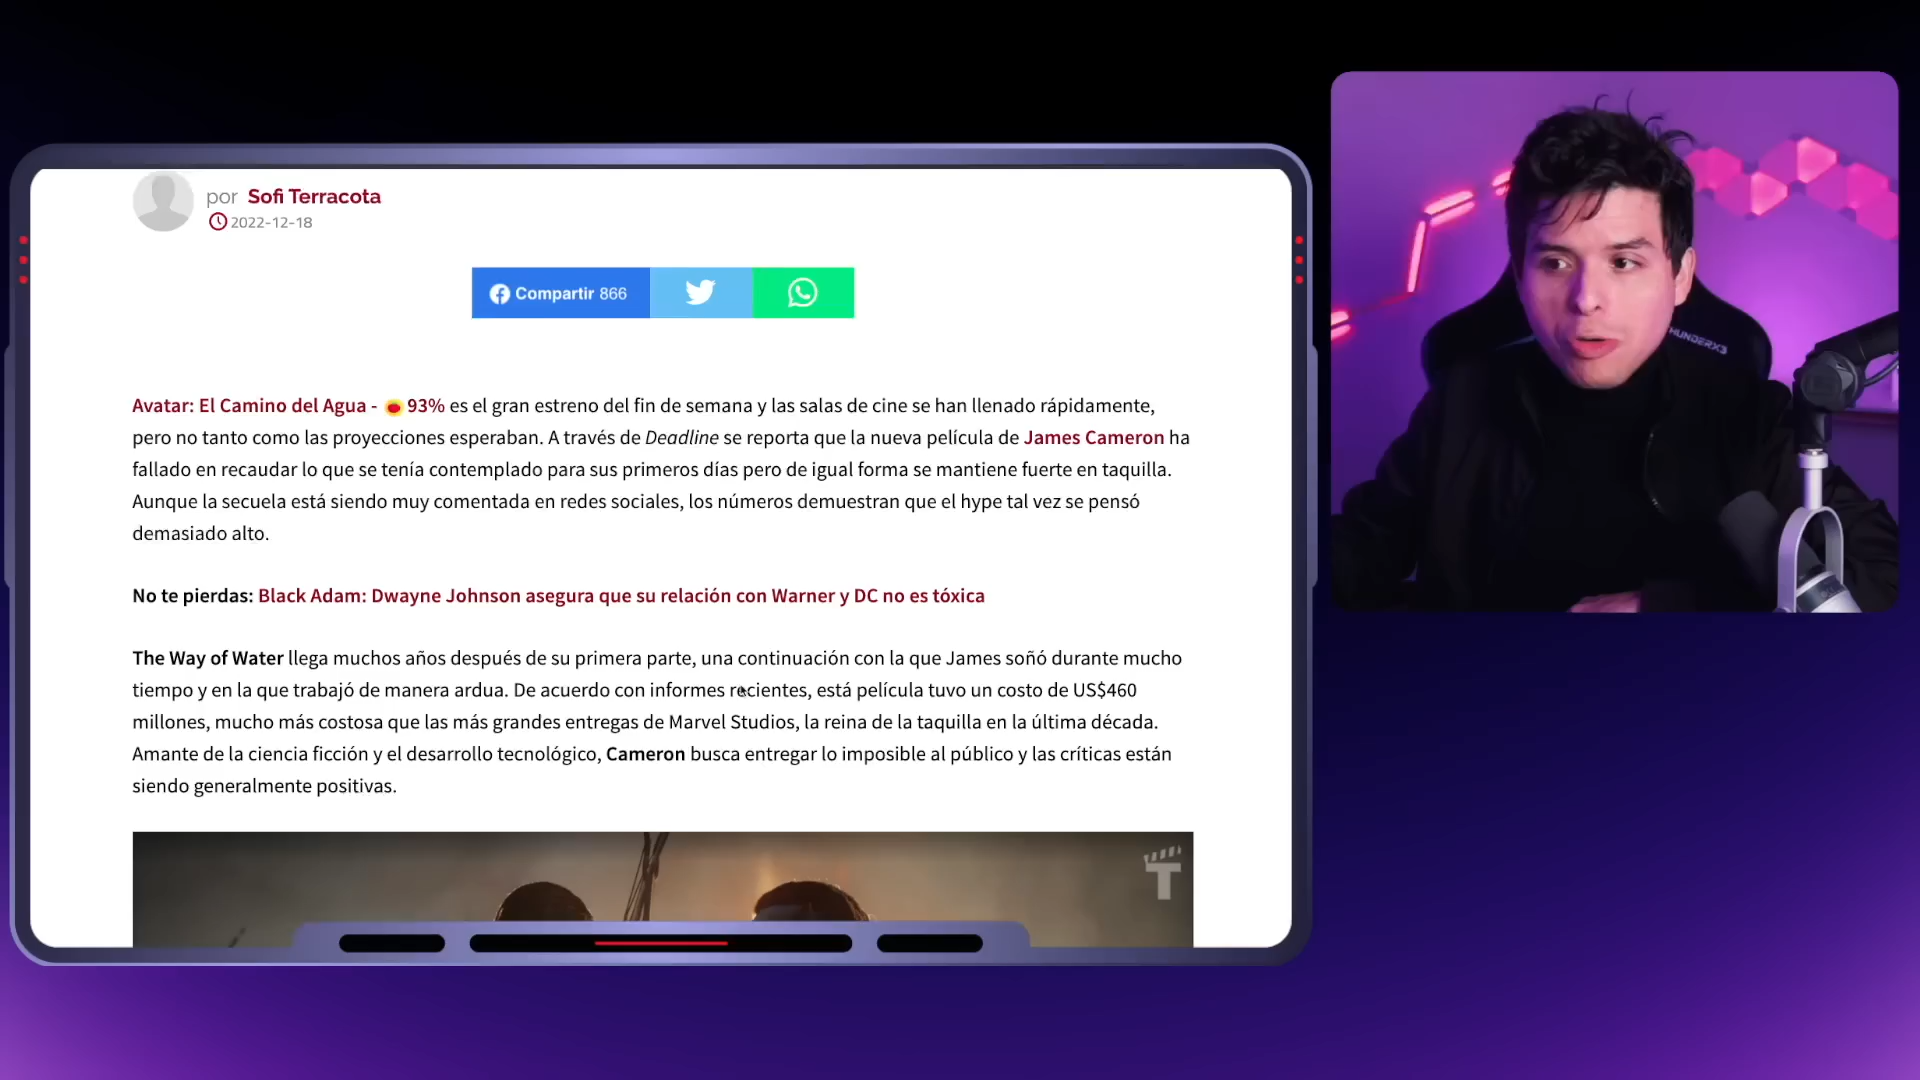 por Sofi Terracota
2022-12-18
Compartir 866
Avatar: El Camino del Agua - 93% es el gran estreno del fin de semana y las salas de cine se han llenado rápidamente,
pero no tanto como las proyecciones esperaban. A través de Deadline se reporta que la nueva película de James Cameron ha
fallado en recaudar lo que se tenía contemplado para sus primeros días pero de igual forma se mantiene fuerte en taquilla.
Aunque la secuela está siendo muy comentada en redes sociales, los números demuestran que el hype tal vez se pensó
demasiado alto.
No te pierdas: Black Adam: Dwayne Johnson asegura que su relación con Warner y DC no es tóxica
The Way of Water llega muchos años después de su primera parte, una continuación con la que James soñó durante mucho
tiempo y en la que trabajó de manera ardua. De acuerdo con informes recientes, está película tuvo un costo de US$460
millones, mucho más costosa que las más grandes entregas de Marvel Studios, la reina de la taquilla en la última década.
Amante de la ciencia ficción y el desarrollo tecnológico, Cameron busca entregar lo imposible al público y las críticas están
siendo generalmente positivas.
T
HUNDERX3